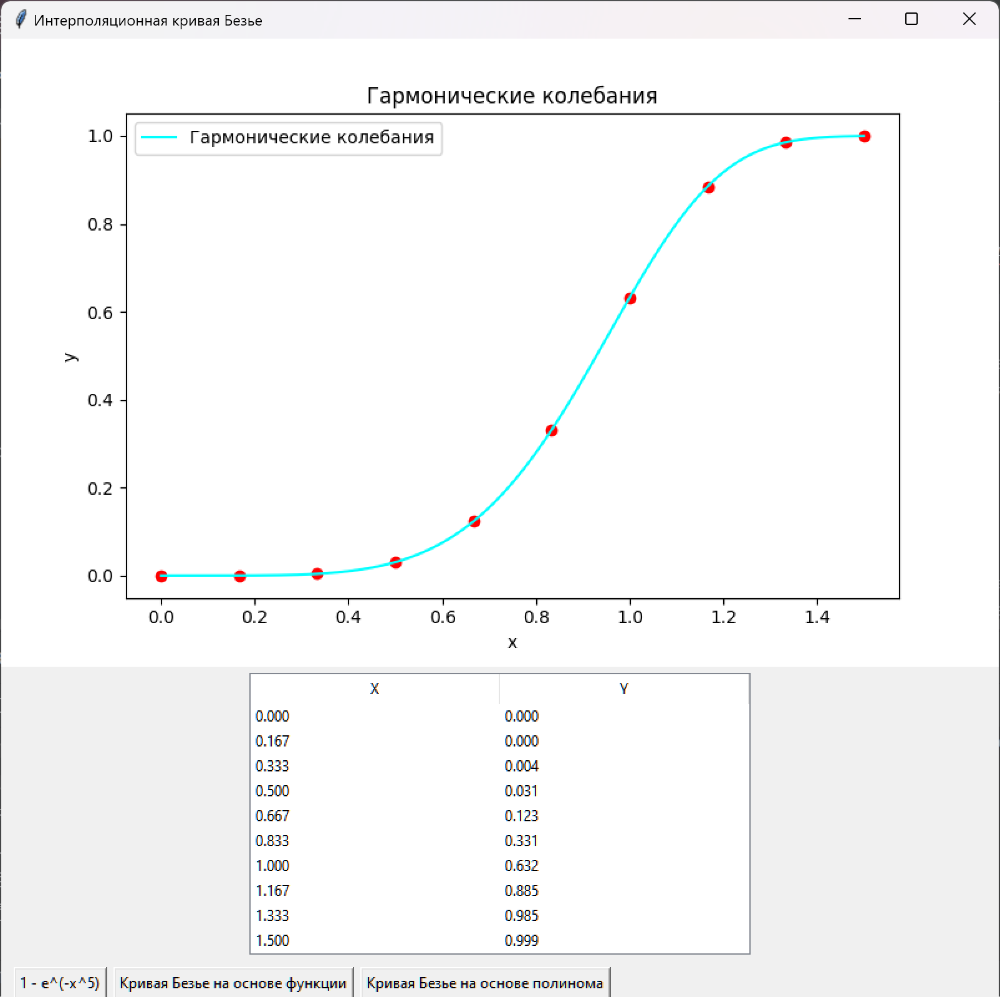 Интерполяционная кривая Безье
Гармонические колебания
Гармонические колебания
1.0
0.8
0.6
0.4
0.2
0.0
y
0.0 0.2 0.4 0.6 0.8 1.0 1.2 1.4
x
X Y
0.000 0.000
0.167 0.000
0.333 0.004
0.500 0.031
0.667 0.123
0.833 0.331
1.000 0.632
1.167 0.885
1.333 0.985
1.500 0.999
1 - e^(-x^5) Кривая Безье на основе функции Кривая Безье на основе полинома